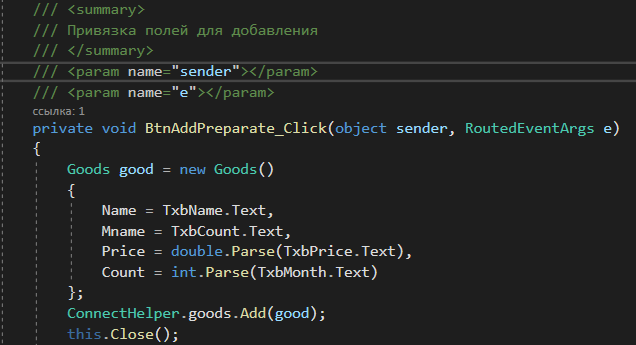 /// <summary>
/// Привязка полей для добавления
/// </summary>
/// <param name="sender"></param>
/// <param name="e"></param>
ссылка: 1
private void BtnAddPreparate_Click(object sender, RoutedEventArgs e)
{
Goods good = new Goods()
{
Name = TxbName.Text,
Mname = TxbCount.Text,
Price = double.Parse(TxbPrice.Text),
Count = int.Parse(TxbMonth.Text)
};
ConnectHelper.goods.Add(good);
this.Close();